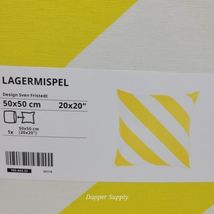 LAGERMISPEL
Design Sven Fristedt
50x50 cm 20x20"
1x 50x50 cm
(20x20")
Dapper Supply